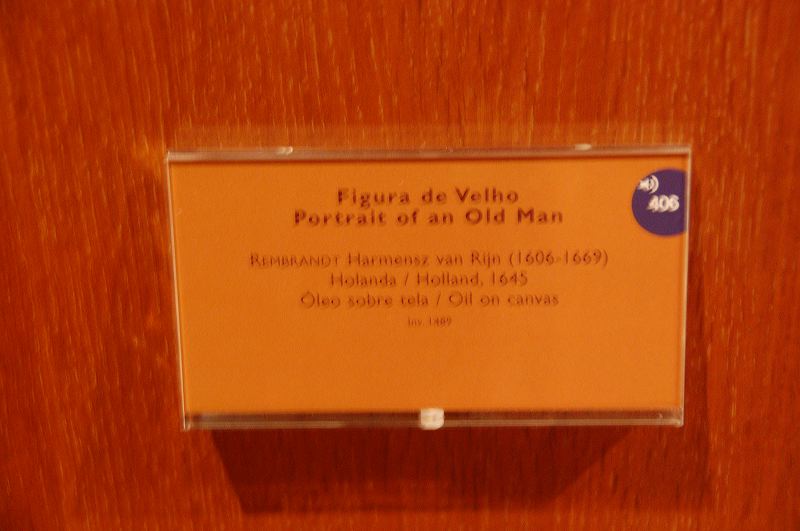 Figura de Velho
Portrait of an Old Man
406
REMBRANDT Harmensz van Rijn (1606-1669)
Holanda / Holland, 1645
Óleo sobre tela / Oil on canvas
Inv. 1489